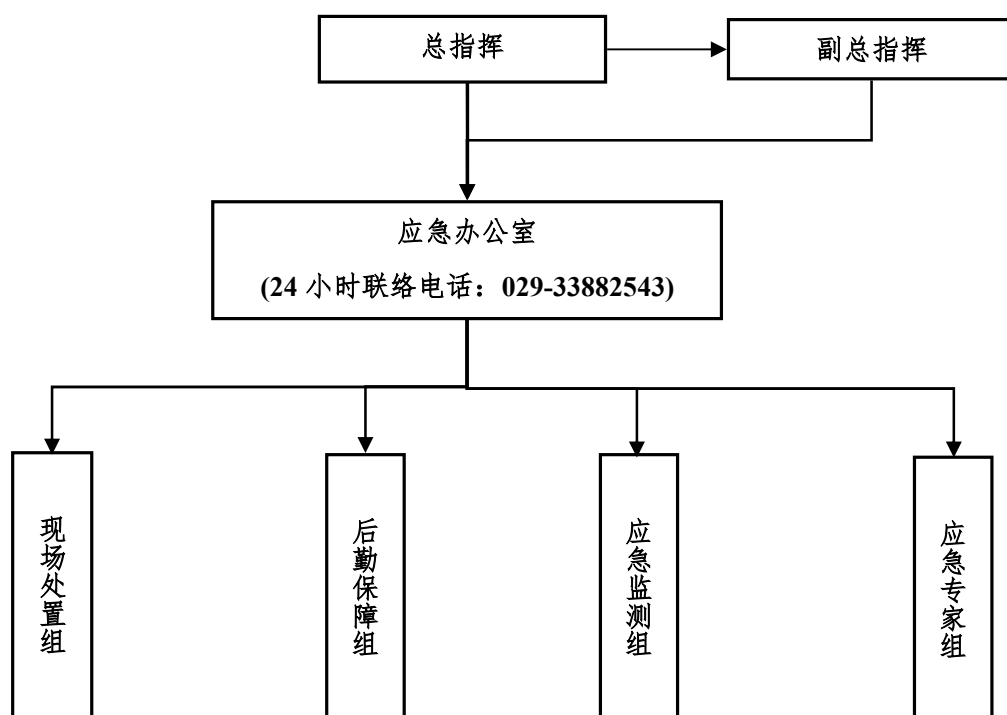 总指挥
副总指挥
应急办公室
(24 小时联络电话：029-33882543)
现场处置组
后勤保障组
应急监测组
应急专家组